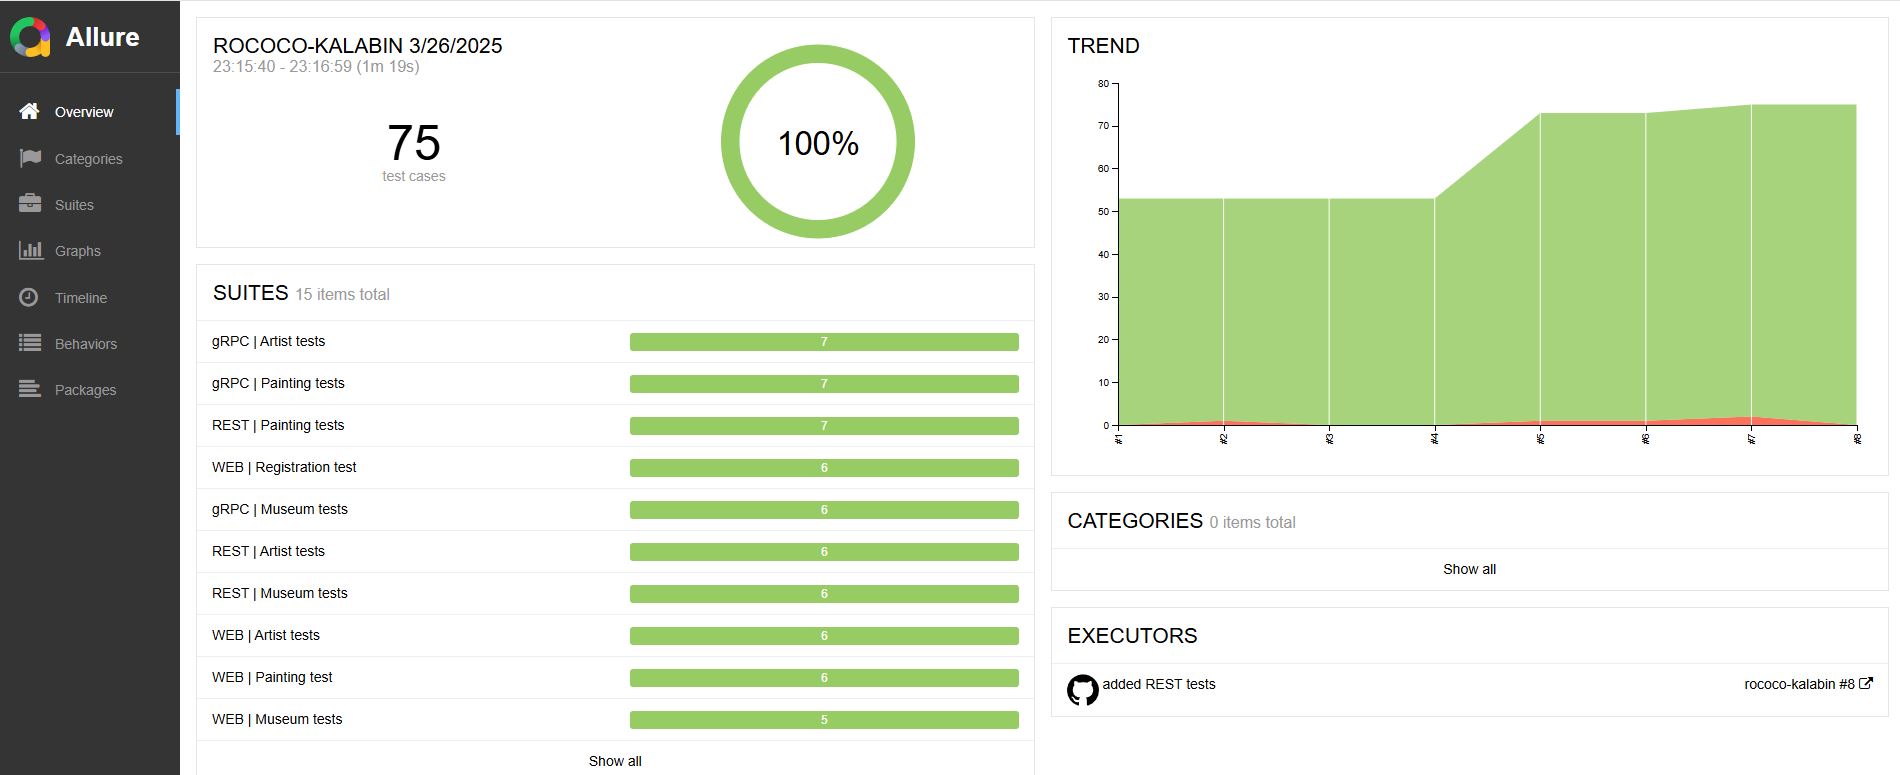 Allure
Overview
Categories
Suites
Graphs
Timeline
Behaviors
Packages
ROCOCO-KALABIN 3/26/2025
23:15:40 - 23:16:59 (1m 19s)
75
test cases
100%
SUITES 15 items total
gRPC | Artist tests 7
gRPC | Painting tests 7
REST | Painting tests 7
WEB | Registration test 6
gRPC | Museum tests 6
REST | Artist tests 6
REST | Museum tests 6
WEB | Artist tests 6
WEB | Painting test 6
WEB | Museum tests 5
Show all
TREND
80
70
60
50
40
30
20
10
0
#1 #2 #3 #4 #5 #6 #7 #8
CATEGORIES 0 items total
Show all
EXECUTORS
added REST tests rococo-kalabin #8